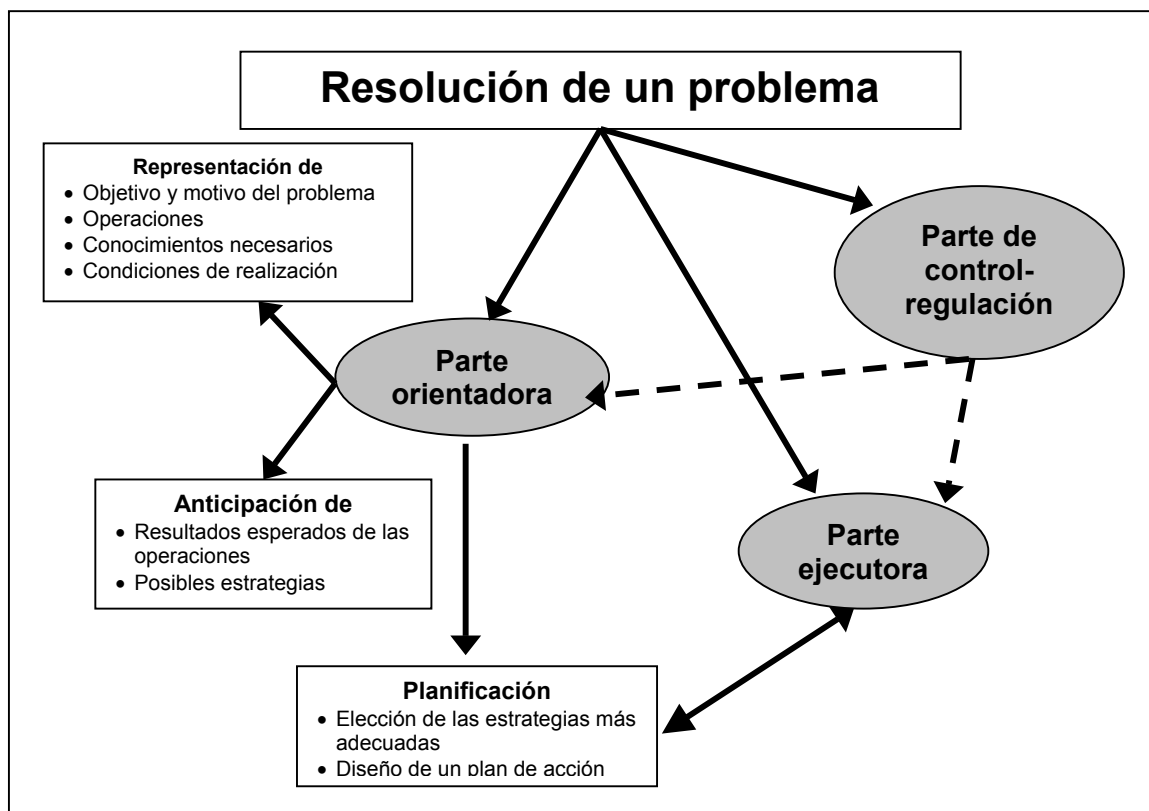 Resolución de un problema
Representación de
• Objetivo y motivo del problema
• Operaciones
• Conocimientos necesarios
• Condiciones de realización
Parte de
control-
regulación
Parte
orientadora
Anticipación de
• Resultados esperados de las
operaciones
• Posibles estrategias
Parte
ejecutora
Planificación
• Elección de las estrategias más
adecuadas
• Diseño de un plan de acción